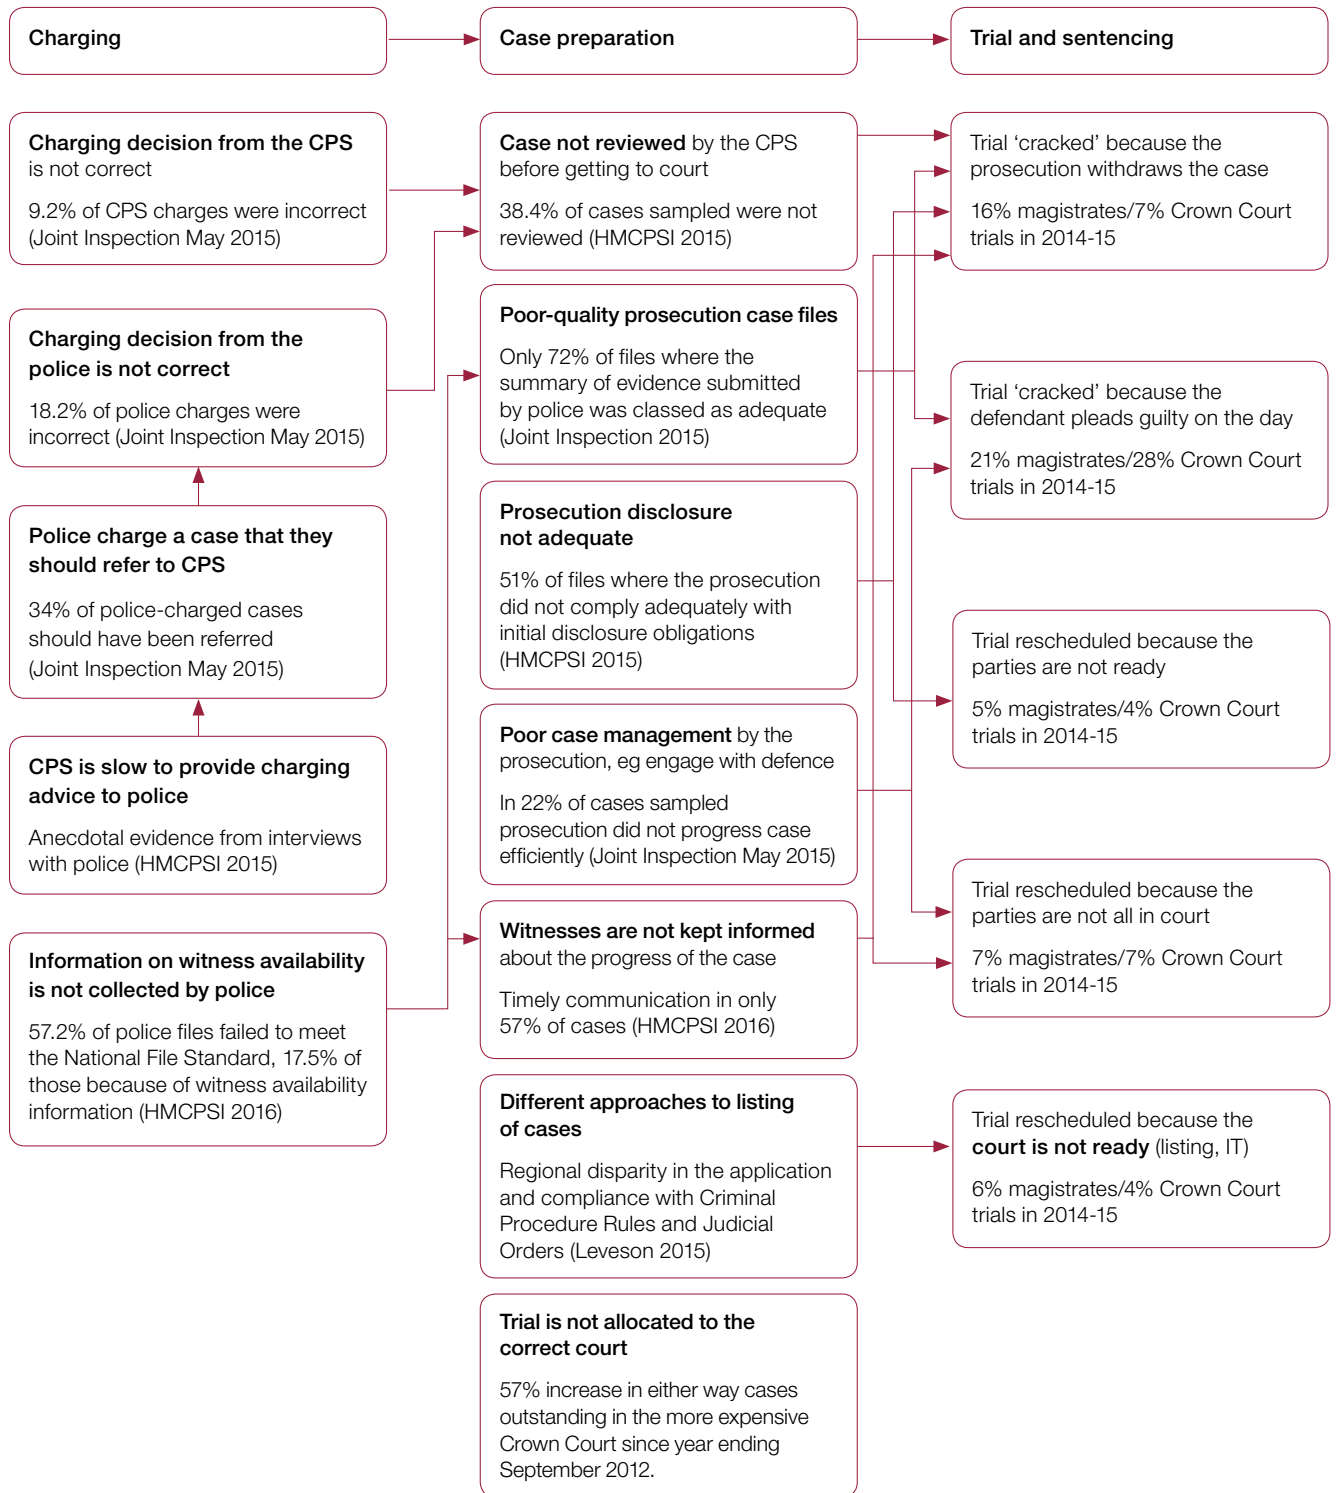 Charging
Case preparation
Trial and sentencing
Charging decision from the CPS
is not correct
9.2% of CPS charges were incorrect
(Joint Inspection May 2015)
Charging decision from the
police is not correct
18.2% of police charges were
incorrect (Joint Inspection May 2015)
Police charge a case that they
should refer to CPS
34% of police-charged cases
should have been referred
(Joint Inspection May 2015)
CPS is slow to provide charging
advice to police
Anecdotal evidence from interviews
with police (HMCPSI 2015)
Information on witness availability
is not collected by police
57.2% of police files failed to meet
the National File Standard, 17.5% of
those because of witness availability
information (HMCPSI 2016)
Case not reviewed by the CPS
before getting to court
38.4% of cases sampled were not
reviewed (HMCPSI 2015)
Poor-quality prosecution case files
Only 72% of files where the
summary of evidence submitted
by police was classed as adequate
(Joint Inspection 2015)
Prosecution disclosure
not adequate
51% of files where the prosecution
did not comply adequately with
initial disclosure obligations
(HMCPSI 2015)
Poor case management by the
prosecution, eg engage with defence
In 22% of cases sampled
prosecution did not progress case
efficiently (Joint Inspection May 2015)
Witnesses are not kept informed
about the progress of the case
Timely communication in only
57% of cases (HMCPSI 2016)
Different approaches to listing
of cases
Regional disparity in the application
and compliance with Criminal
Procedure Rules and Judicial
Orders (Leveson 2015)
Trial is not allocated to the
correct court
57% increase in either way cases
outstanding in the more expensive
Crown Court since year ending
September 2012.
Trial ‘cracked’ because the
prosecution withdraws the case
16% magistrates/7% Crown Court
trials in 2014-15
Trial ‘cracked’ because the
defendant pleads guilty on the day
21% magistrates/28% Crown Court
trials in 2014-15
Trial rescheduled because the
parties are not ready
5% magistrates/4% Crown Court
trials in 2014-15
Trial rescheduled because the
parties are not all in court
7% magistrates/7% Crown Court
trials in 2014-15
Trial rescheduled because the
court is not ready (listing, IT)
6% magistrates/4% Crown Court
trials in 2014-15